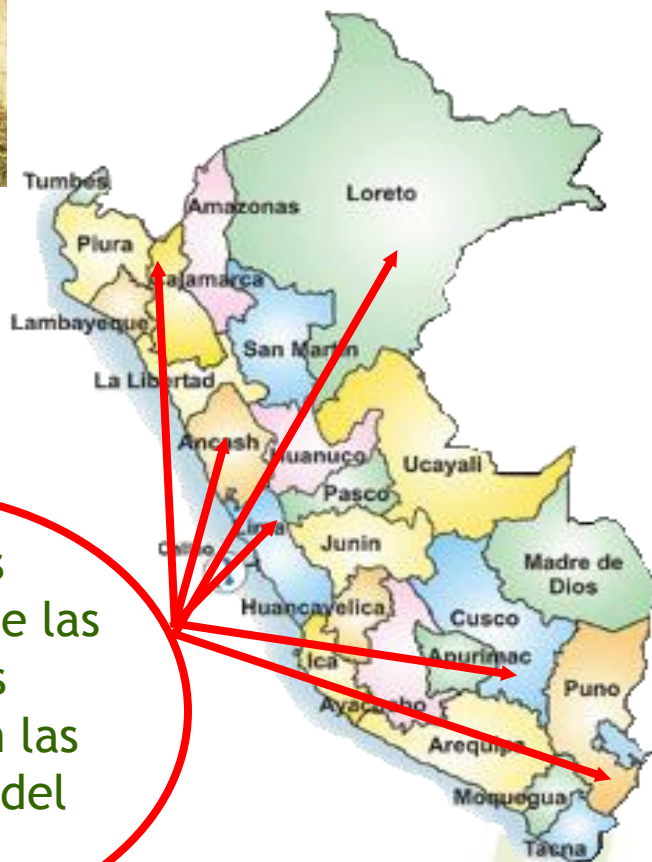 Tumbes
Loreto
Amazonas
Piura
Cajamarca
Lambayeque
San Martin
La Libertad
Ancash
Huanuco
Ucayali
Pasco
Lima
Callao
Junin
Madre de
Dios
Huancavelica
Cusco
Apurimac
Ica
Puno
Ayacucho
Arequipa
Moquegua
Tacna
s
e las
s
n las
del